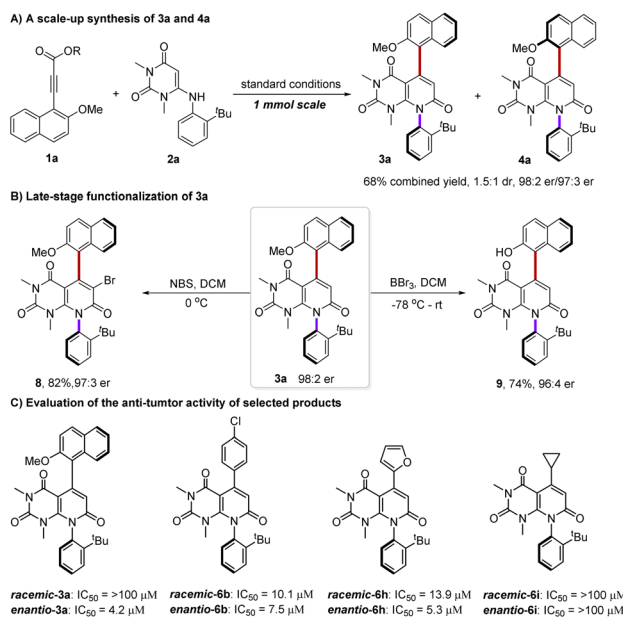 A) A scale-up synthesis of 3a and 4a
CO2R
OMe
1a
+
O
N
O
N
NH
tBu
2a
standard conditions
1 mmol scale
MeO
O
N
O
N
N
O
tBu
3a
+
MeO
O
N
O
N
N
O
tBu
4a
68% combined yield, 1.5:1 dr, 98:2 er/97:3 er
B) Late-stage functionalization of 3a
MeO
O
Br
N
O
N
N
O
tBu
8, 82%,97:3 er
NBS, DCM
0 oC
MeO
O
N
O
N
N
O
tBu
3a 98:2 er
BBr3, DCM
-78 oC - rt
HO
O
N
O
N
N
O
tBu
9, 74%, 96:4 er
C) Evaluation of the anti-tumtor activity of selected products
MeO
O
N
O
N
N
O
tBu
racemic-3a: IC50 = >100 μM
enantio-3a: IC50 = 4.2 μM
Cl
O
N
O
N
N
O
tBu
racemic-6b: IC50 = 10.1 μM
enantio-6b: IC50 = 7.5 μM
O
O
N
O
N
N
O
tBu
racemic-6h: IC50 = 13.9 μM
enantio-6h: IC50 = 5.3 μM
O
N
O
N
N
O
tBu
racemic-6i: IC50 = >100 μM
enantio-6i: IC50 = >100 μM